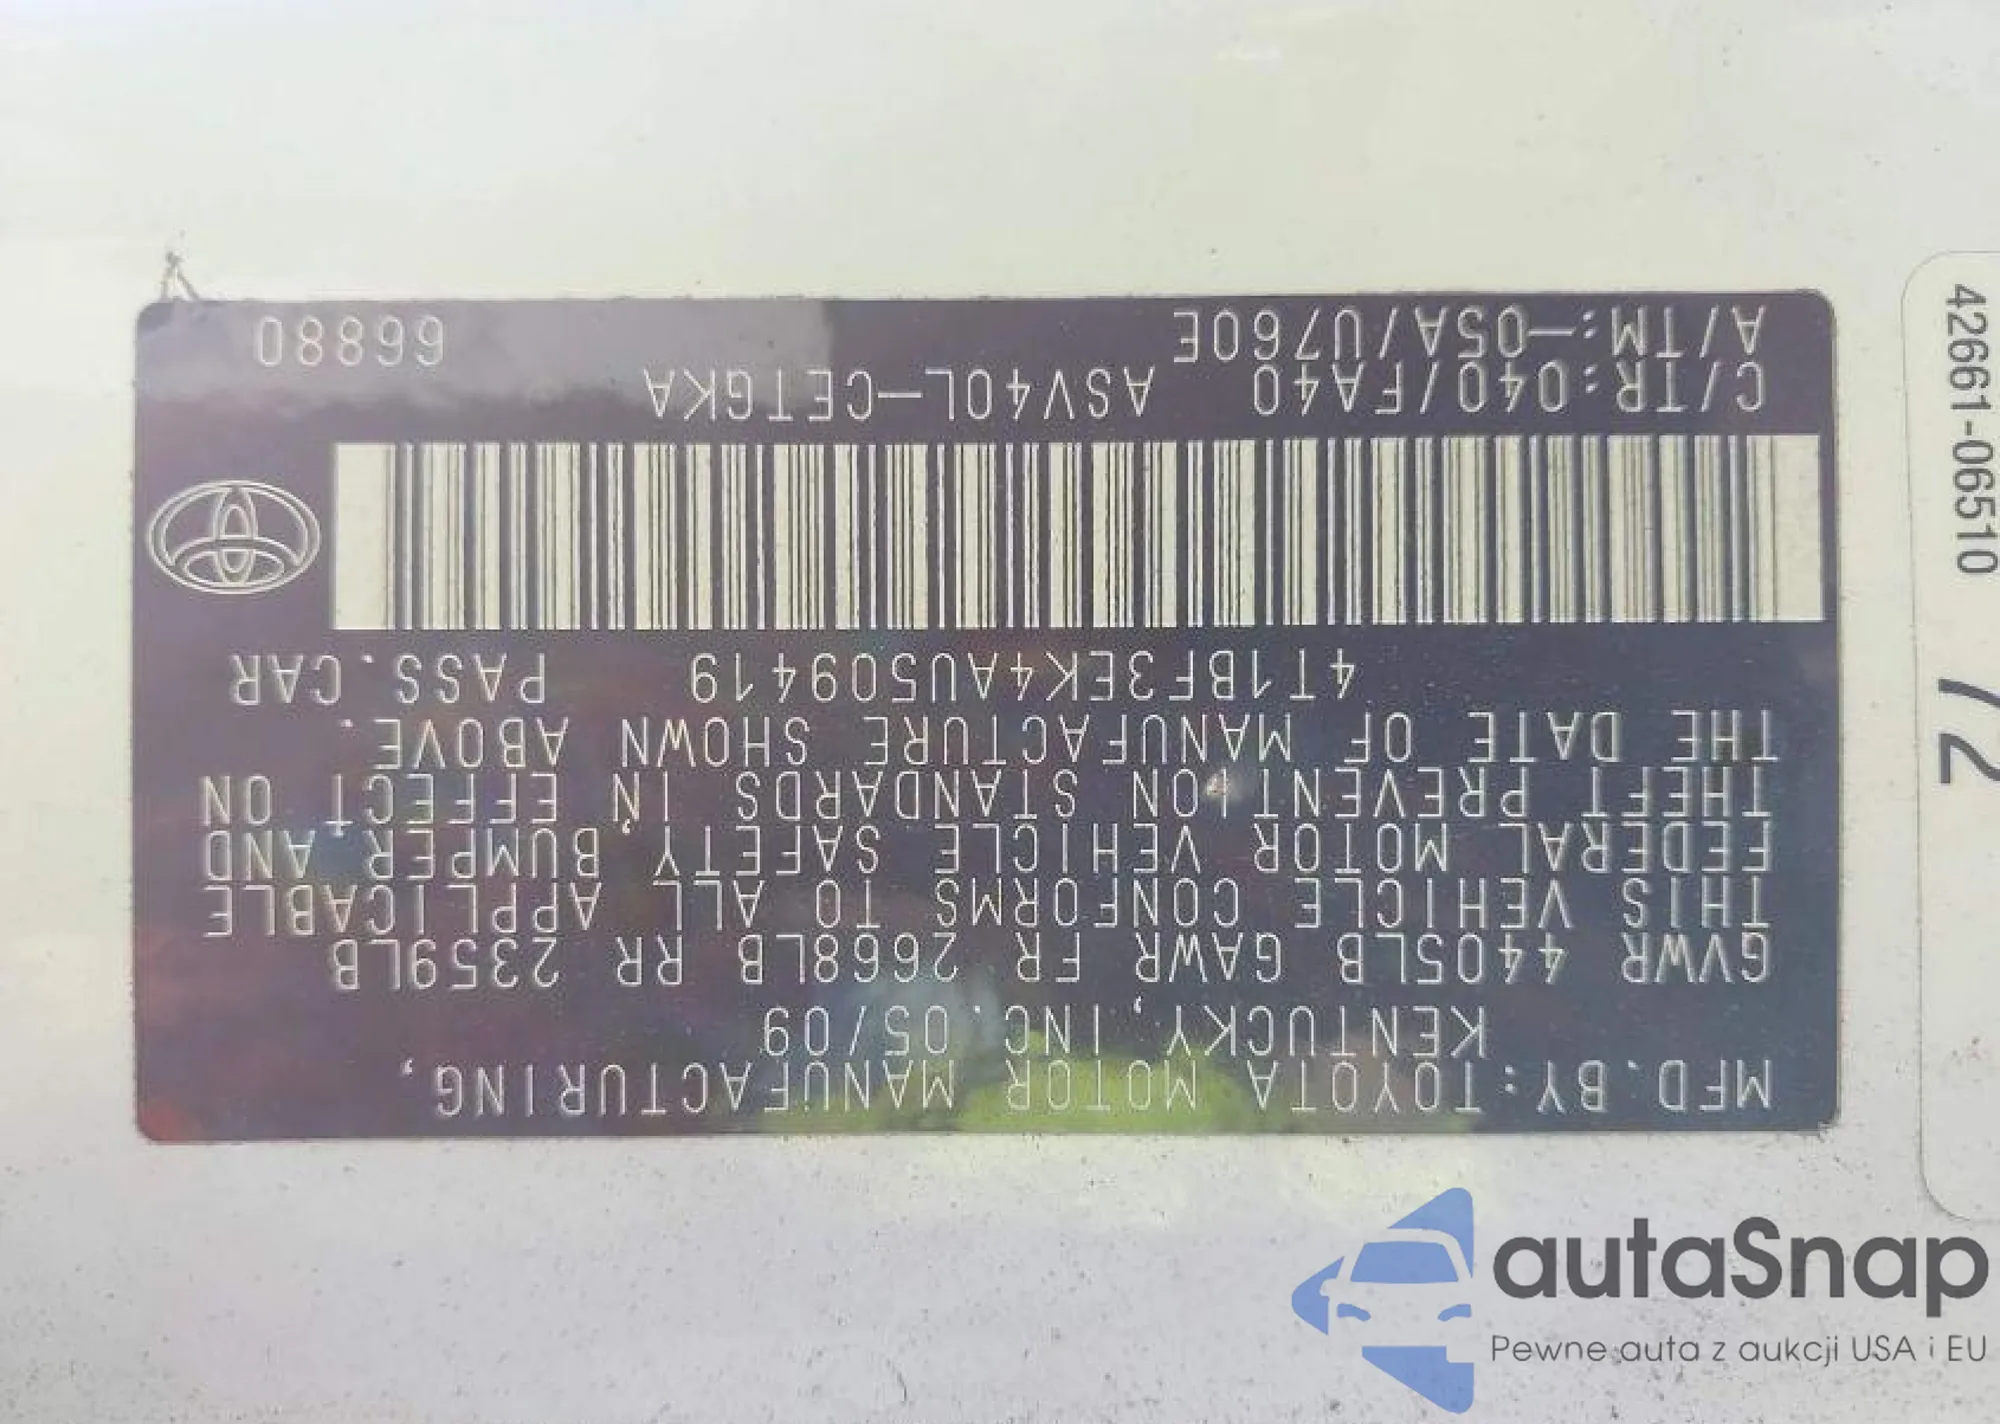 MFD.BY:TOYOTA MOTOR MANUFACTURING,
KENTUCKY, INC. 05/09
GVWR 4405LB GAWR FR 2668LB RR 2359LB
THIS VEHICLE CONFORMS TO ALL APPLICABLE
FEDERAL MOTOR VEHICLE SAFETY, BUMPER, AND
THEFT PREVENTION STANDARDS IN EFFECT ON
THE DATE OF MANUFACTURE SHOWN ABOVE.
4T1BF3EK4AU509419 PASS.CAR
C/TR:040/FA40 ASV40L-CETGKA
A/TM:-05A/U760E 66880
42661-06510 72
autaSnap
Pewne auta z aukcji USA i EU